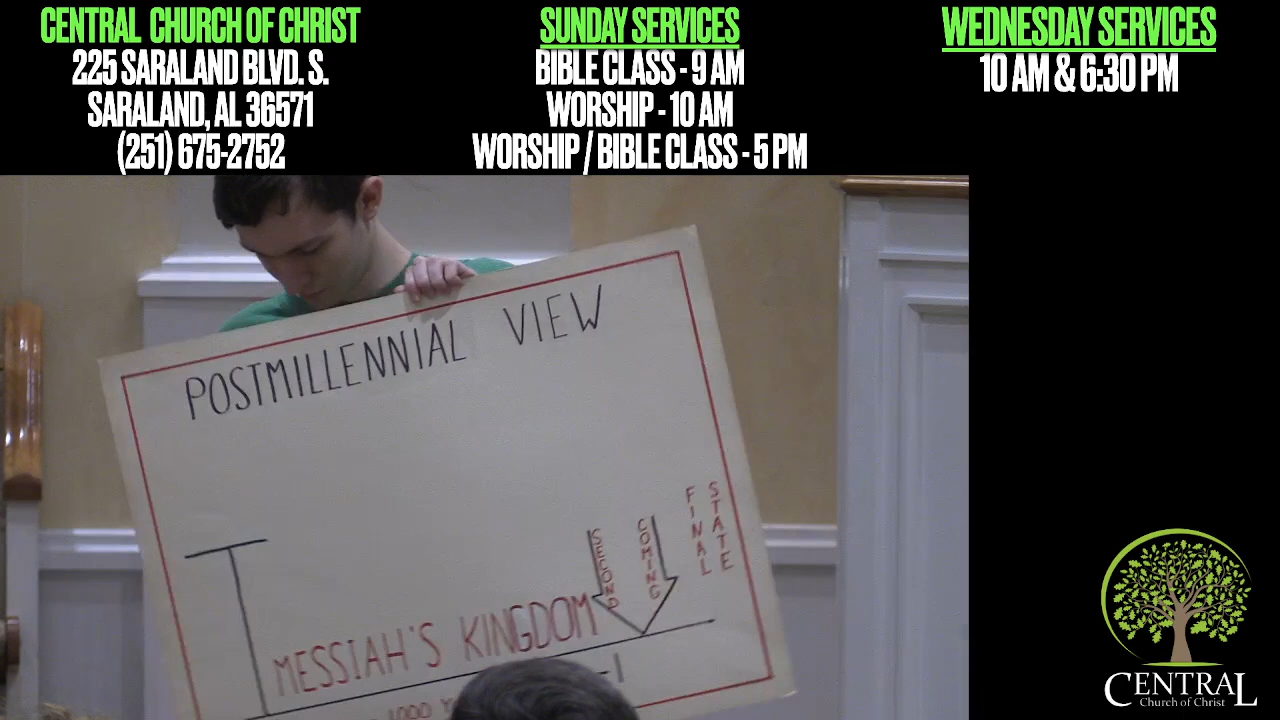 CENTRAL CHURCH OF CHRIST
225 SARALAND BLVD. S.
SARALAND, AL 36571
(251) 675-2752
SUNDAY SERVICES
BIBLE CLASS - 9 AM
WORSHIP - 10 AM
WORSHIP / BIBLE CLASS - 5 PM
WEDNESDAY SERVICES
10 AM & 6:30 PM
POSTMILLENNIAL VIEW
SECOND
COMING
FINAL
STATE
MESSIAH'S KINGDOM
1000
CENTRAL
Church of Christ